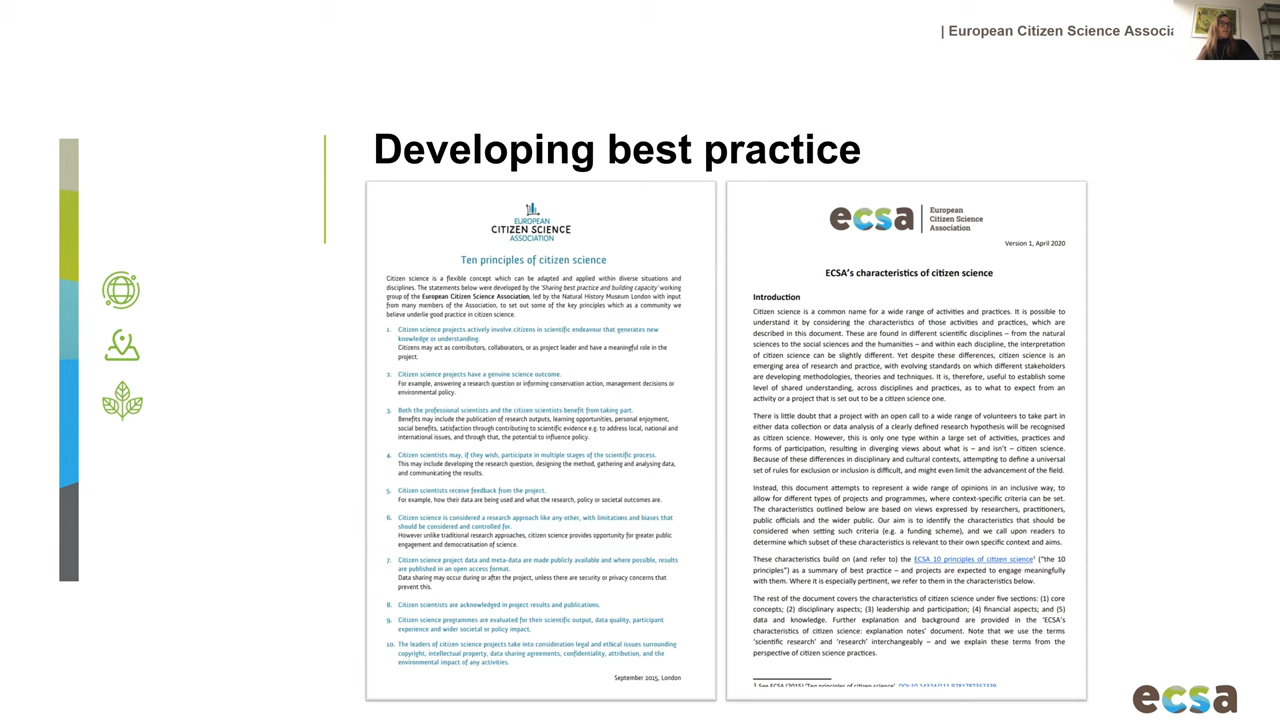 | European Citizen Science Associa
Developing best practice
EUROPEAN
CITIZEN SCIENCE
ASSOCIATION
Ten principles of citizen science
Citizen science is a flexible concept which can be adapted and applied within diverse situations and
disciplines. The statements below were developed by the 'Sharing best practice and building capacity' working
group of the European Citizen Science Association, led by the Natural History Museum London with input
from many members of the Association, to set out some of the key principles which as a community we
believe underlie good practice in citizen science.
1. Citizen science projects actively involve citizens in scientific endeavour that generates new
knowledge or understanding.
Citizens may act as contributors, collaborators, or as project leader and have a meaningful role in the
project.
2. Citizen science projects have a genuine science outcome.
For example, answering a research question or informing conservation action, management decisions or
environmental policy.
3. Both the professional scientists and the citizen scientists benefit from taking part.
Benefits may include the publication of research outputs, learning opportunities, personal enjoyment,
social benefits, satisfaction through contributing to scientific evidence e.g. to address local, national and
international issues, and through that, the potential to influence policy.
4. Citizen scientists may, if they wish, participate in multiple stages of the scientific process.
This may include developing the research question, designing the method, gathering and analysing data,
and communicating the results.
5. Citizen scientists receive feedback from the project.
For example, how their data are being used and what the research, policy or societal outcomes are.
6. Citizen science is considered a research approach like any other, with limitations and biases that
should be considered and controlled for.
However unlike traditional research approaches, citizen science provides opportunity for greater public
engagement and democratisation of science.
7. Citizen science project data and meta-data are made publicly available and where possible, results
are published in an open access format.
Data sharing may occur during or after the project, unless there are security or privacy concerns that
prevent this.
8. Citizen scientists are acknowledged in project results and publications.
9. Citizen science programmes are evaluated for their scientific output, data quality, participant
experience and wider societal or policy impact.
10. The leaders of citizen science projects take into consideration legal and ethical issues surrounding
copyright, intellectual property, data sharing agreements, confidentiality, attribution, and the
environmental impact of any activities.
September 2015, London
ecsa
European
Citizen Science
Association
Version 1, April 2020
ECSA's characteristics of citizen science
Introduction
Citizen science is a common name for a wide range of activities and practices. It is possible to
understand it by considering the characteristics of those activities and practices, which are
described in this document. These are found in different scientific disciplines – from the natural
sciences to the social sciences and the humanities – and within each discipline, the interpretation
of citizen science can be slightly different. Yet despite these differences, citizen science is an
emerging area of research and practice, with evolving standards on which different stakeholders
are developing methodologies, theories and techniques. It is, therefore, useful to establish some
level of shared understanding, across disciplines and practices, as to what to expect from an
activity or a project that is set out to be a citizen science one.
There is little doubt that a project with an open call to a wide range of volunteers to take part in
either data collection or data analysis of a clearly defined research hypothesis will be recognised
as citizen science. However, this is only one type within a large set of activities, practices and
forms of participation, resulting in diverging views about what is – and isn't – citizen science.
Because of these differences in disciplinary and cultural contexts, attempting to define a universal
set of rules for exclusion or inclusion is difficult, and might even limit the advancement of the field.
Instead, this document attempts to represent a wide range of opinions in an inclusive way, to
allow for different types of projects and programmes, where context-specific criteria can be set.
The characteristics outlined below are based on views expressed by researchers, practitioners,
public officials and the wider public. Our aim is to identify the characteristics that should be
considered when setting such criteria (e.g. a funding scheme), and we call upon readers to
determine which subset of these characteristics is relevant to their own specific context and aims.
These characteristics build on (and refer to) the ECSA 10 principles of citizen science¹ ("the 10
principles") as a summary of best practice – and projects are expected to engage meaningfully
with them. Where it is especially pertinent, we refer to them in the characteristics below.
The rest of the document covers the characteristics of citizen science under five sections: (1) core
concepts; (2) disciplinary aspects; (3) leadership and participation; (4) financial aspects; and (5)
data and knowledge. Further explanation and background are provided in the 'ECSA's
characteristics of citizen science: explanation notes' document. Note that we use the terms
'scientific research' and 'research' interchangeably – and we explain these terms from the
perspective of citizen science practices.
1 See ECSA (2015) 'Ten principles of citizen science'.
ecsa